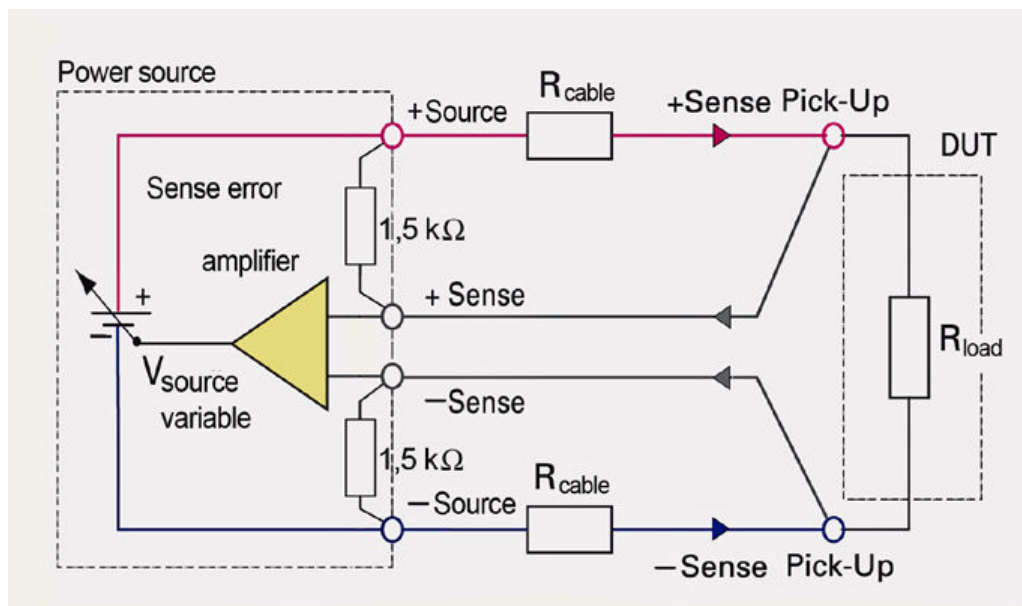 Power source
+Source
Rcable
+Sense Pick-Up
DUT
Sense error
amplifier
1,5 kΩ
+ Sense
+
−
Vsource
variable
Rload
−Sense
1,5 kΩ
−Source
Rcable
−Sense Pick-Up